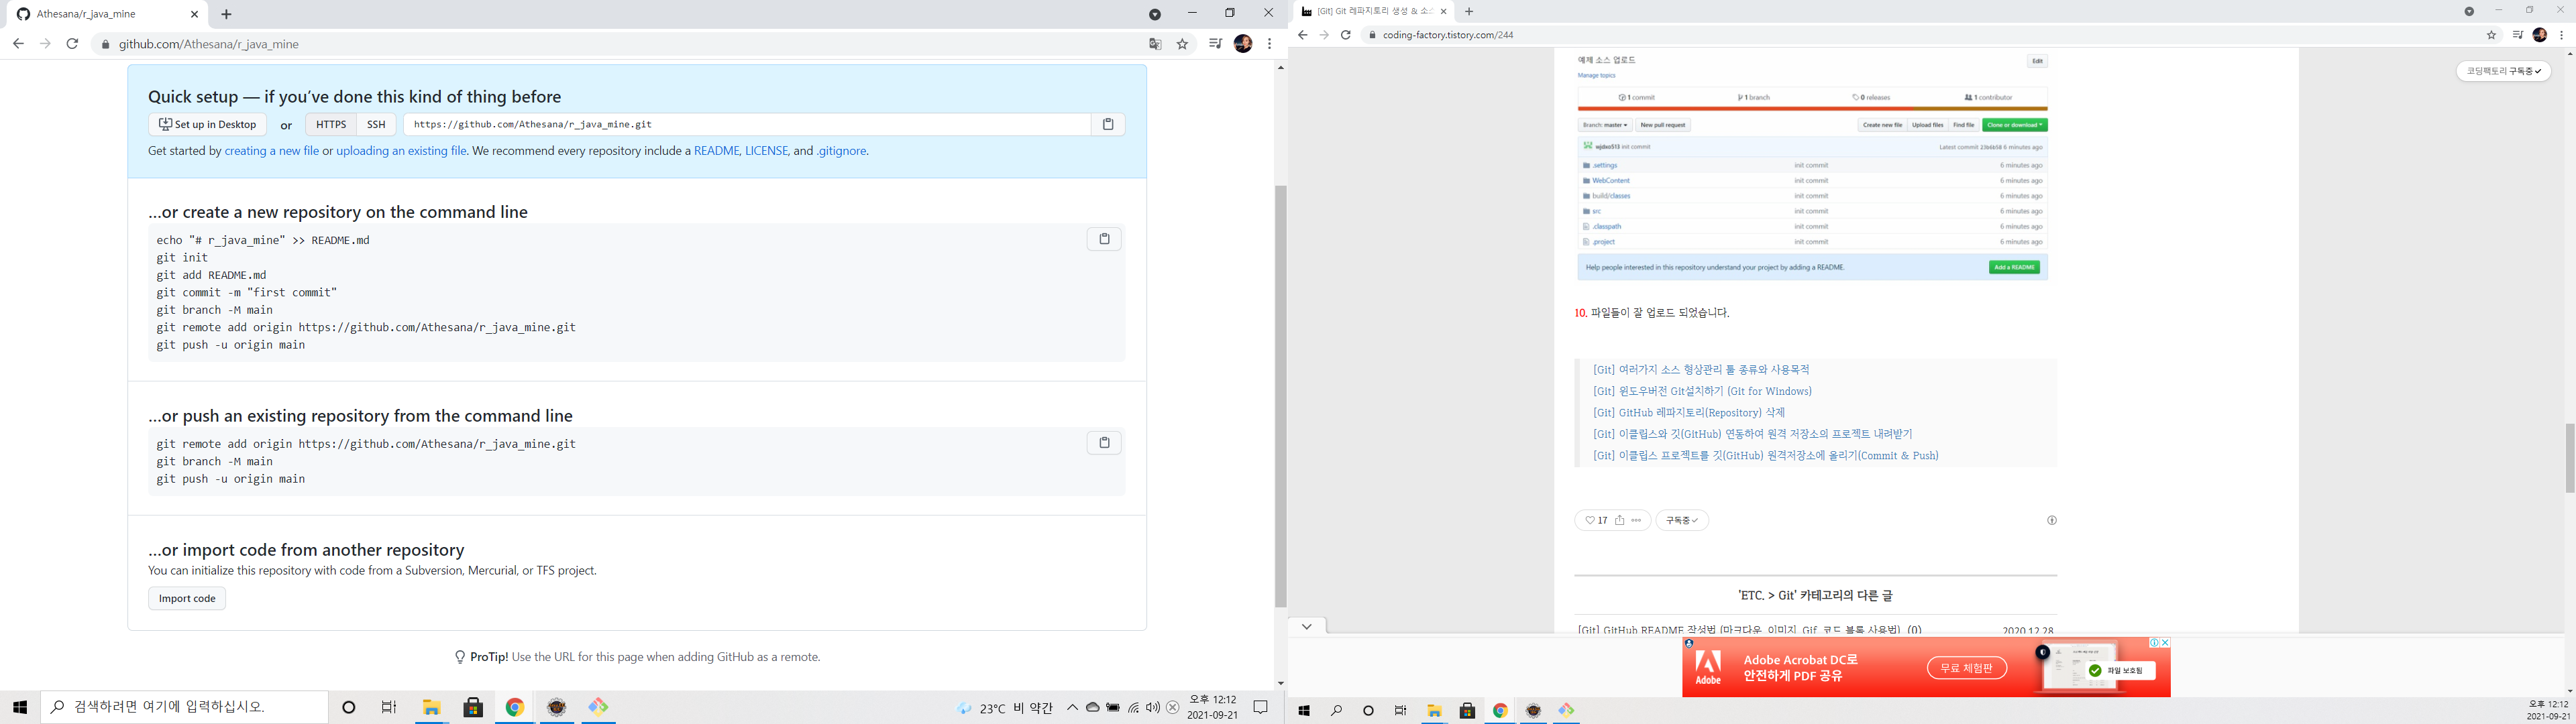 Athesana/r_java_mine
github.com/Athesana/r_java_mine
Quick setup — if you’ve done this kind of thing before
Set up in Desktop or HTTPS SSH https://github.com/Athesana/r_java_mine.git
Get started by creating a new file or uploading an existing file. We recommend every repository include a README, LICENSE, and .gitignore.
…or create a new repository on the command line
echo "# r_java_mine" >> README.md
git init
git add README.md
git commit -m "first commit"
git branch -M main
git remote add origin https://github.com/Athesana/r_java_mine.git
git push -u origin main
…or push an existing repository from the command line
git remote add origin https://github.com/Athesana/r_java_mine.git
git branch -M main
git push -u origin main
…or import code from another repository
You can initialize this repository with code from a Subversion, Mercurial, or TFS project.
Import code
ProTip! Use the URL for this page when adding GitHub as a remote.
검색하려면 여기에 입력하십시오.
23°C 비 약간
오후 12:12
2021-09-21
[Git] Git 레파지토리 생성 & 소
coding-factory.tistory.com/244
코딩팩토리 구독중
예제 소스 업로드
Edit
Manage topics
1 commit 1 branch 0 releases 1 contributor
Branch: master New pull request Create new file Upload files Find file Clone or download
wjdxo513 init commit Latest commit 23b6b58 6 minutes ago
.settings init commit 6 minutes ago
WebContent init commit 6 minutes ago
build/classes init commit 6 minutes ago
src init commit 6 minutes ago
.classpath init commit 6 minutes ago
.project init commit 6 minutes ago
Help people interested in this repository understand your project by adding a README. Add a README
10. 파일들이 잘 업로드 되었습니다.
[Git] 여러가지 소스 형상관리 툴 종류와 사용목적
[Git] 윈도우버전 Git설치하기 (Git for Windows)
[Git] GitHub 레파지토리(Repository) 삭제
[Git] 이클립스와 깃(GitHub) 연동하여 원격 저장소의 프로젝트 내려받기
[Git] 이클립스 프로젝트를 깃(GitHub) 원격저장소에 올리기(Commit & Push)
17
구독중
'ETC. > Git' 카테고리의 다른 글
[Git] GitHub README 작성법 (마크다운, 이미지, Gif, 코드 블록 사용법) (0) 2020.12.28
Adobe
Adobe Acrobat DC로
안전하게 PDF 공유
무료 체험판
파일 보호됨
오후 12:12
2021-09-21